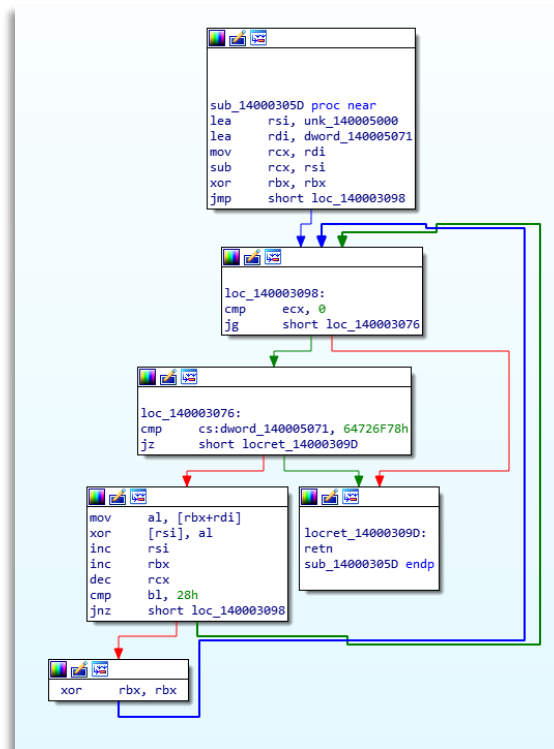 sub_14000305D proc near
lea rsi, unk_140005000
lea rdi, dword_140005071
mov rcx, rdi
sub rcx, rsi
xor rbx, rbx
jmp short loc_140003098
loc_140003098:
cmp ecx, 0
jg short loc_140003076
loc_140003076:
cmp cs:dword_140005071, 64726F78h
jz short locret_14000309D
mov al, [rbx+rdi]
xor [rsi], al
inc rsi
inc rbx
dec rcx
cmp bl, 28h
jnz short loc_140003098
locret_14000309D:
retn
sub_14000305D endp
xor rbx, rbx